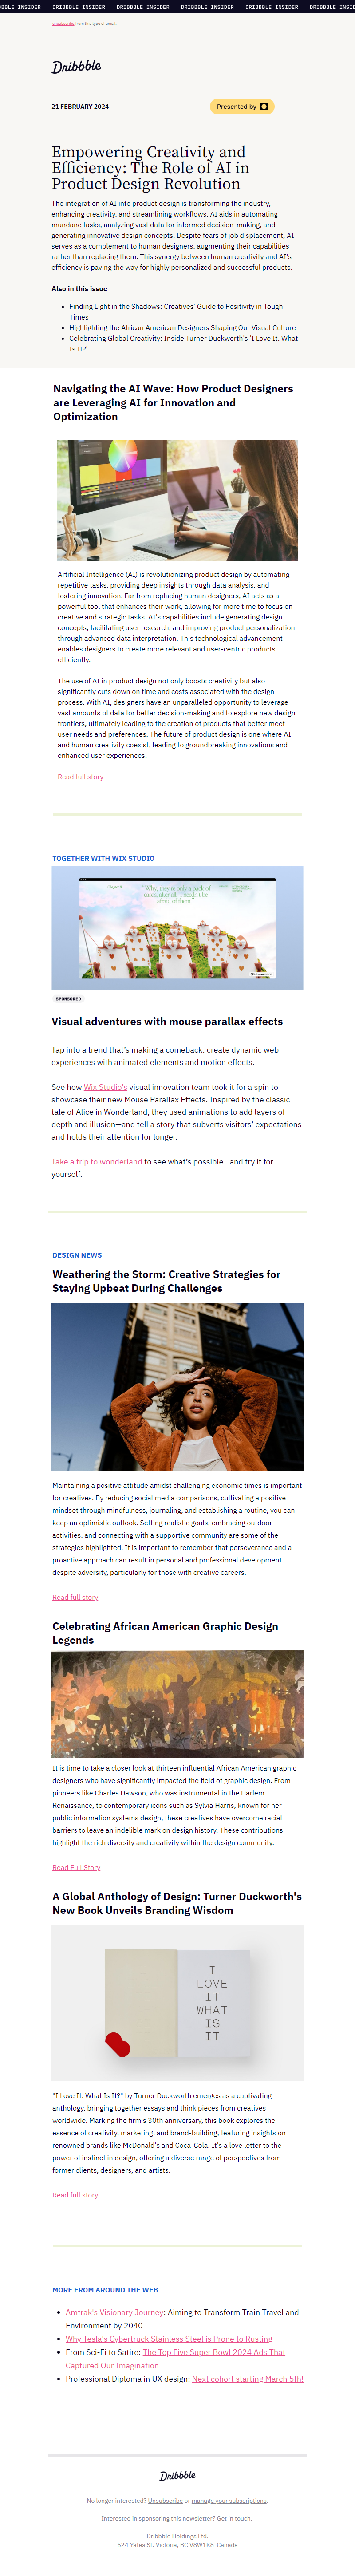 BBLE INSIDER DRIBBBLE INSIDER DRIBBBLE INSIDER DRIBBBLE INSIDER DRIBBBLE INSIDER DRIBBBLE INSID
unsubscribe from this type of email.
Dribbble
21 FEBRUARY 2024
Presented by
Empowering Creativity and
Efficiency: The Role of AI in
Product Design Revolution
The integration of AI into product design is transforming the industry,
enhancing creativity, and streamlining workflows. AI aids in automating
mundane tasks, analyzing vast data for informed decision-making, and
generating innovative design concepts. Despite fears of job displacement, AI
serves as a complement to human designers, augmenting their capabilities
rather than replacing them. This synergy between human creativity and AI's
efficiency is paving the way for highly personalized and successful products.
Also in this issue
• Finding Light in the Shadows: Creatives' Guide to Positivity in Tough
Times
• Highlighting the African American Designers Shaping Our Visual Culture
• Celebrating Global Creativity: Inside Turner Duckworth's 'I Love It. What
Is It?'
Navigating the AI Wave: How Product Designers
are Leveraging AI for Innovation and
Optimization
Artificial Intelligence (AI) is revolutionizing product design by automating
repetitive tasks, providing deep insights through data analysis, and
fostering innovation. Far from replacing human designers, AI acts as a
powerful tool that enhances their work, allowing for more time to focus on
creative and strategic tasks. AI's capabilities include generating design
concepts, facilitating user research, and improving product personalization
through advanced data interpretation. This technological advancement
enables designers to create more relevant and user-centric products
efficiently.
The use of AI in product design not only boosts creativity but also
significantly cuts down on time and costs associated with the design
process. With AI, designers have an unparalleled opportunity to leverage
vast amounts of data for better decision-making and to explore new design
frontiers, ultimately leading to the creation of products that better meet
user needs and preferences. The future of product design is one where AI
and human creativity coexist, leading to groundbreaking innovations and
enhanced user experiences.
Read full story
TOGETHER WITH WIX STUDIO
Why, they're only a pack of
cards, after all. I needn't be
afraid of them."
SPONSORED
Visual adventures with mouse parallax effects
Tap into a trend that's making a comeback: create dynamic web
experiences with animated elements and motion effects.
See how Wix Studio's visual innovation team took it for a spin to
showcase their new Mouse Parallax Effects. Inspired by the classic
tale of Alice in Wonderland, they used animations to add layers of
depth and illusion—and tell a story that subverts visitors' expectations
and holds their attention for longer.
Take a trip to wonderland to see what's possible—and try it for
yourself.
DESIGN NEWS
Weathering the Storm: Creative Strategies for
Staying Upbeat During Challenges
Maintaining a positive attitude amidst challenging economic times is important
for creatives. By reducing social media comparisons, cultivating a positive
mindset through mindfulness, journaling, and establishing a routine, you can
keep an optimistic outlook. Setting realistic goals, embracing outdoor
activities, and connecting with a supportive community are some of the
strategies highlighted. It is important to remember that perseverance and a
proactive approach can result in personal and professional development
despite adversity, particularly for those with creative careers.
Read full story
Celebrating African American Graphic Design
Legends
It is time to take a closer look at thirteen influential African American graphic
designers who have significantly impacted the field of graphic design. From
pioneers like Charles Dawson, who was instrumental in the Harlem
Renaissance, to contemporary icons such as Sylvia Harris, known for her
public information systems design, these creatives have overcome racial
barriers to leave an indelible mark on design history. These contributions
highlight the rich diversity and creativity within the design community.
Read Full Story
A Global Anthology of Design: Turner Duckworth's
New Book Unveils Branding Wisdom
I
LOVE
IT
WHAT
IS
IT
"I Love It. What Is It?" by Turner Duckworth emerges as a captivating
anthology, bringing together essays and think pieces from creatives
worldwide. Marking the firm's 30th anniversary, this book explores the
essence of creativity, marketing, and brand-building, featuring insights on
renowned brands like McDonald's and Coca-Cola. It's a love letter to the
power of instinct in design, offering a diverse range of perspectives from
former clients, designers, and artists.
Read full story
MORE FROM AROUND THE WEB
• Amtrak's Visionary Journey: Aiming to Transform Train Travel and
Environment by 2040
• Why Tesla's Cybertruck Stainless Steel is Prone to Rusting
• From Sci-Fi to Satire: The Top Five Super Bowl 2024 Ads That
Captured Our Imagination
• Professional Diploma in UX design: Next cohort starting March 5th!
Dribbble
No longer interested? Unsubscribe or manage your subscriptions.
Interested in sponsoring this newsletter? Get in touch.
Dribbble Holdings Ltd.
524 Yates St. Victoria, BC V8W1K8 Canada